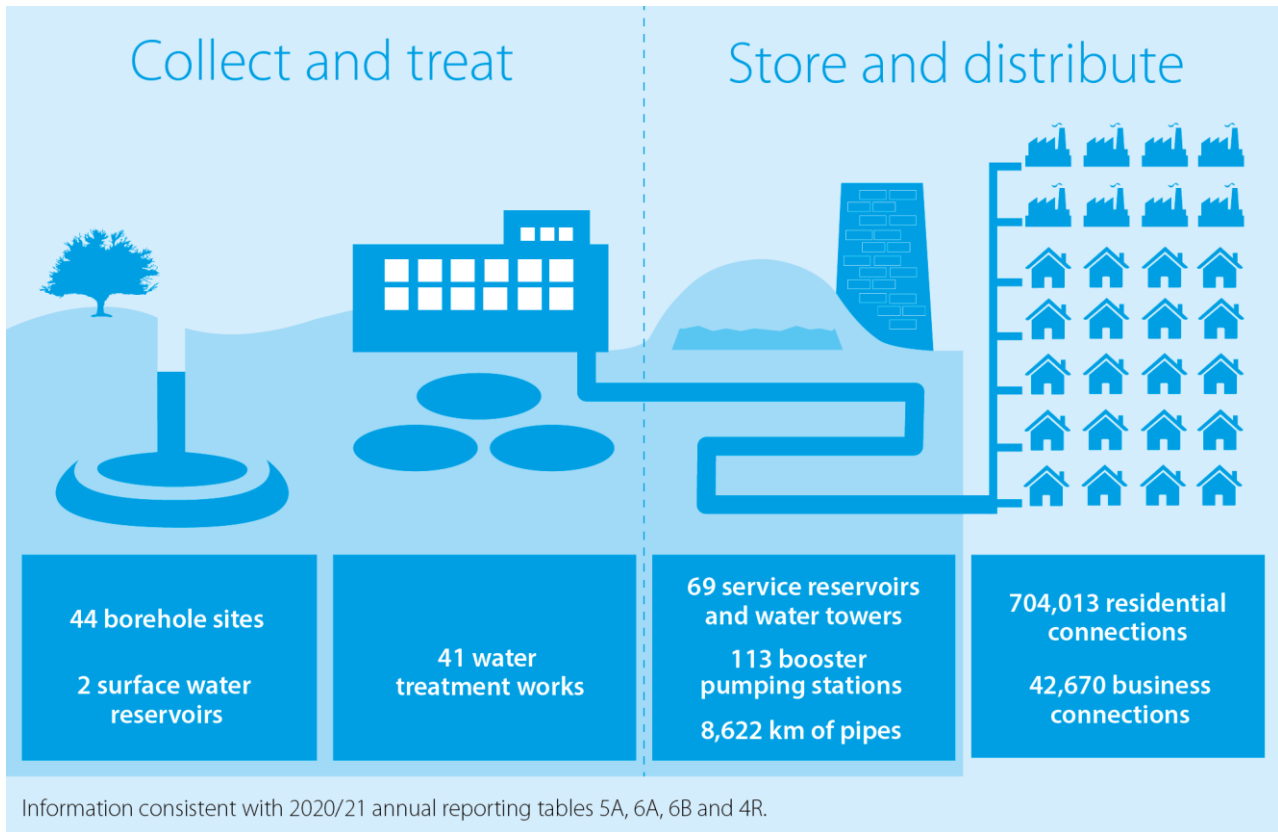 Collect and treat
Store and distribute
44 borehole sites
2 surface water
reservoirs
41 water
treatment works
69 service reservoirs
and water towers
113 booster
pumping stations
8,622 km of pipes
704,013 residential
connections
42,670 business
connections
Information consistent with 2020/21 annual reporting tables 5A, 6A, 6B and 4R.